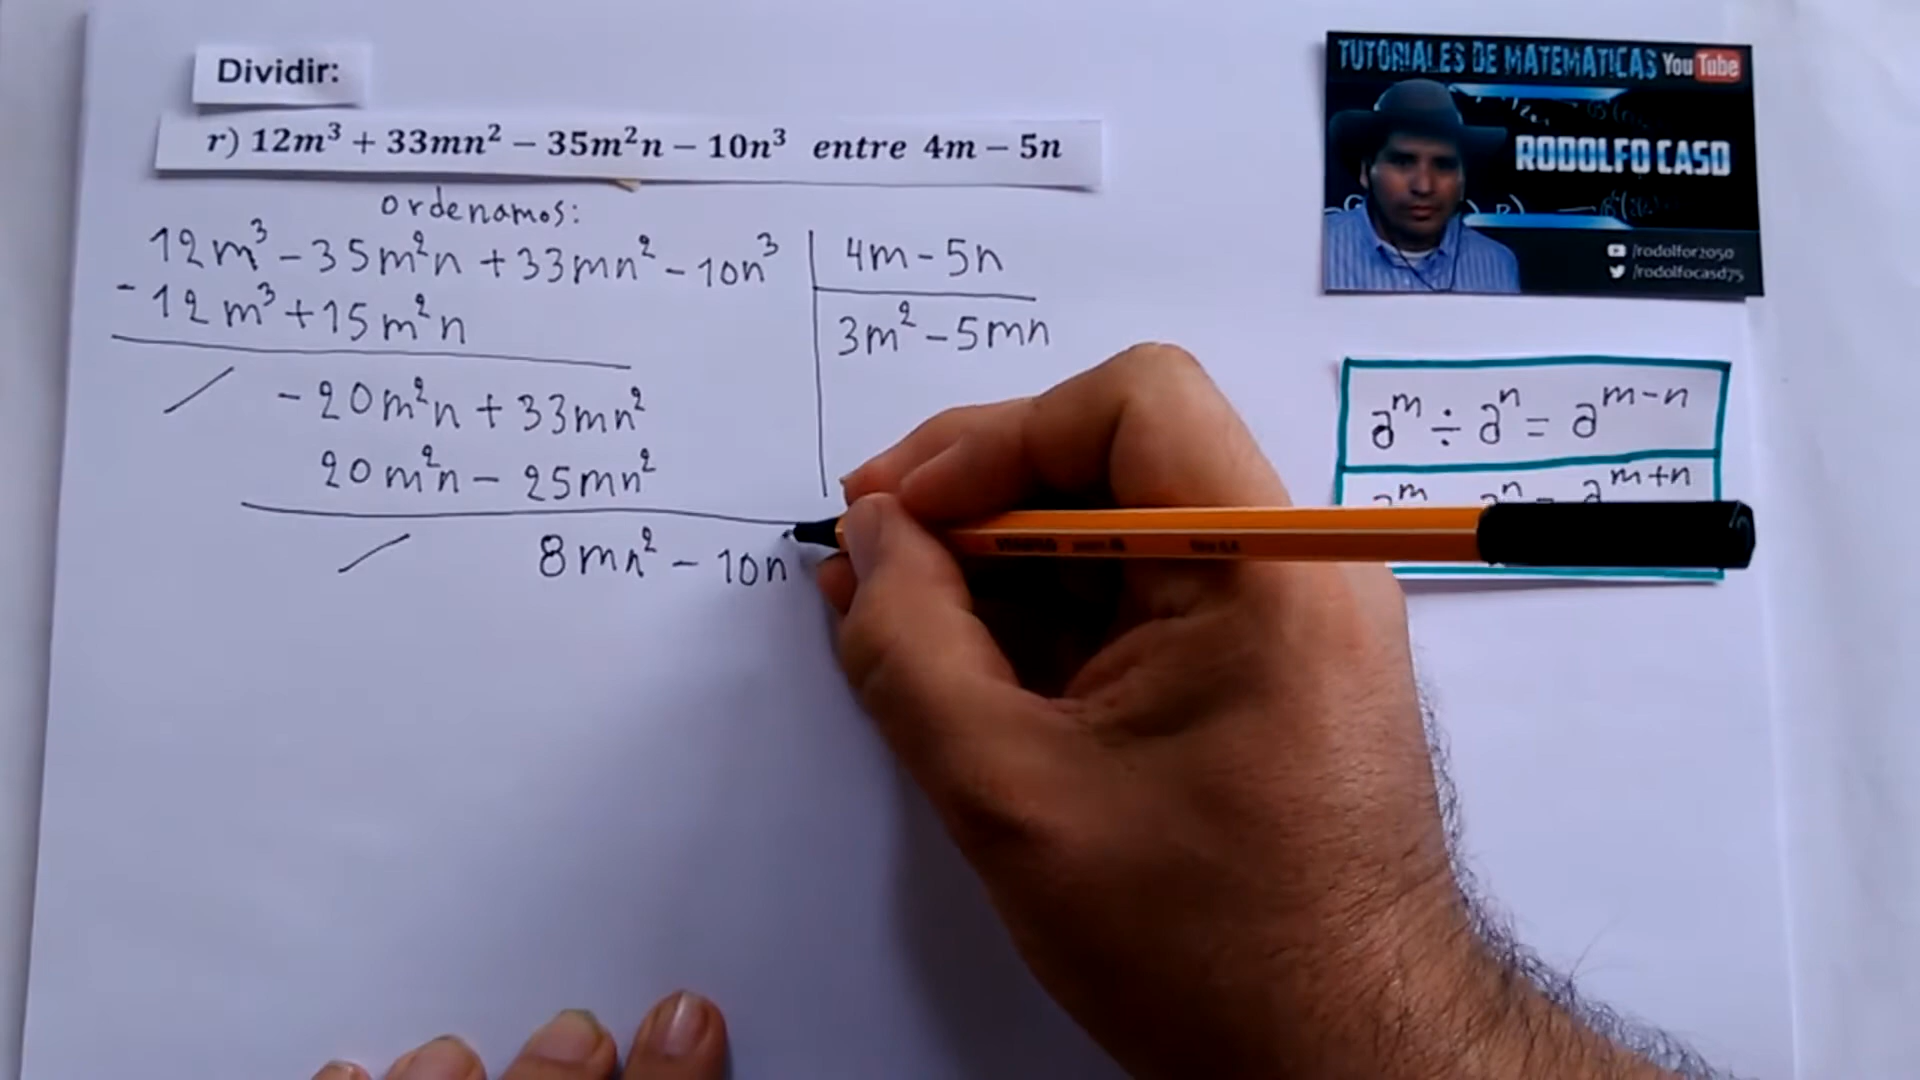 Dividir:
r) 12m³ + 33mn² − 35m²n − 10n³ entre 4m − 5n
ordenamos:
12m³ − 35m²n + 33mn² − 10n³
4m − 5n
−12m³ + 15m²n
3m² − 5mn
− 20m²n + 33mn²
20m²n − 25mn²
8mn² − 10n
TUTORIALES DE MATEMATICAS YouTube
RODOLFO CASO
/rodolfor2050
/rodolfocaso75
aᵐ ÷ aⁿ = aᵐ⁻ⁿ